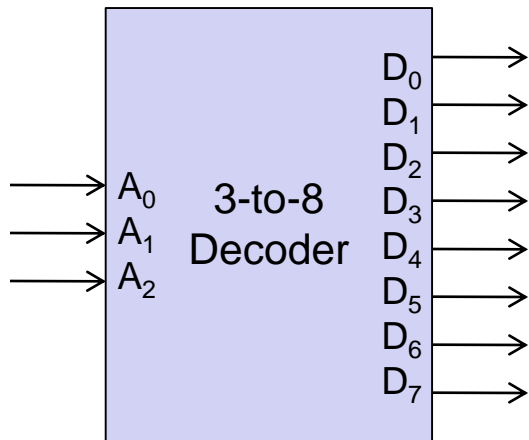 D₀
D₁
D₂
A₀
3-to-8
D₃
A₁
Decoder
D₄
A₂
D₅
D₆
D₇